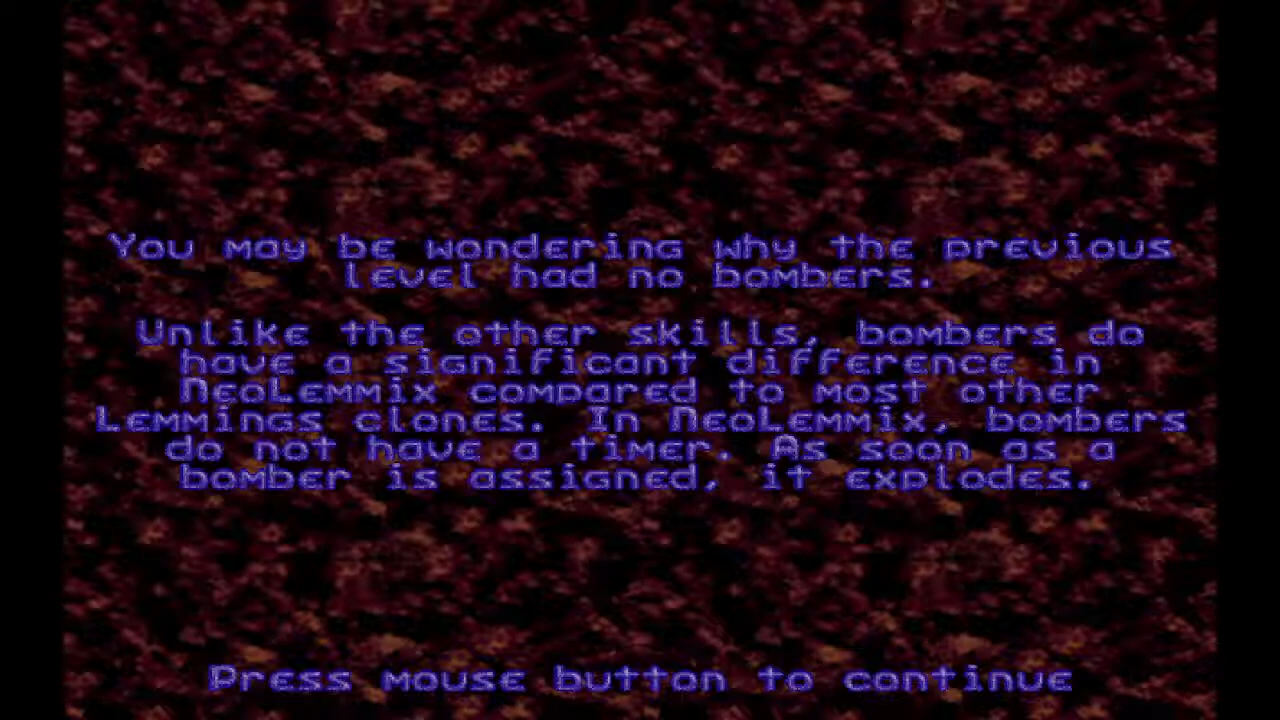 You may be wondering why the previous
level had no bombers.
Unlike the other skills, bombers do
have a significant difference in
NeoLemmix compared to most other
Lemmings clones. In NeoLemmix, bombers
do not have a timer. As soon as a
bomber is assigned, it explodes.
Press mouse button to continue